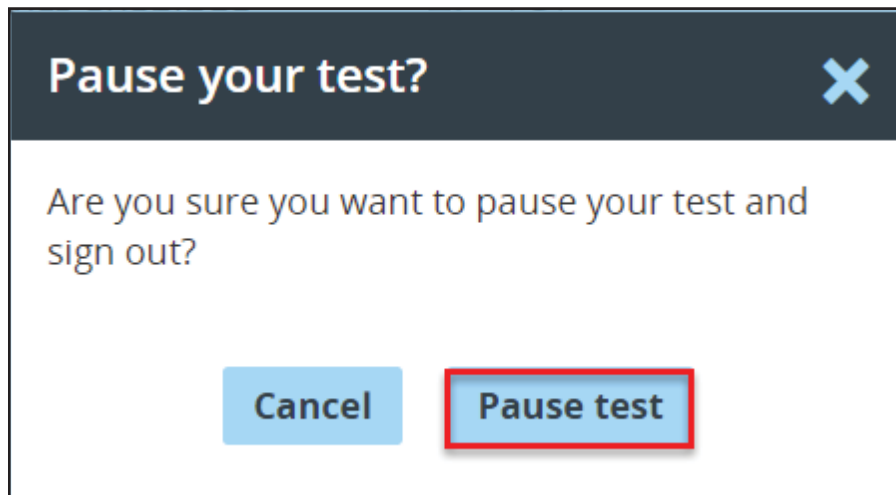 Pause your test?
Are you sure you want to pause your test and
sign out?
Cancel
Pause test